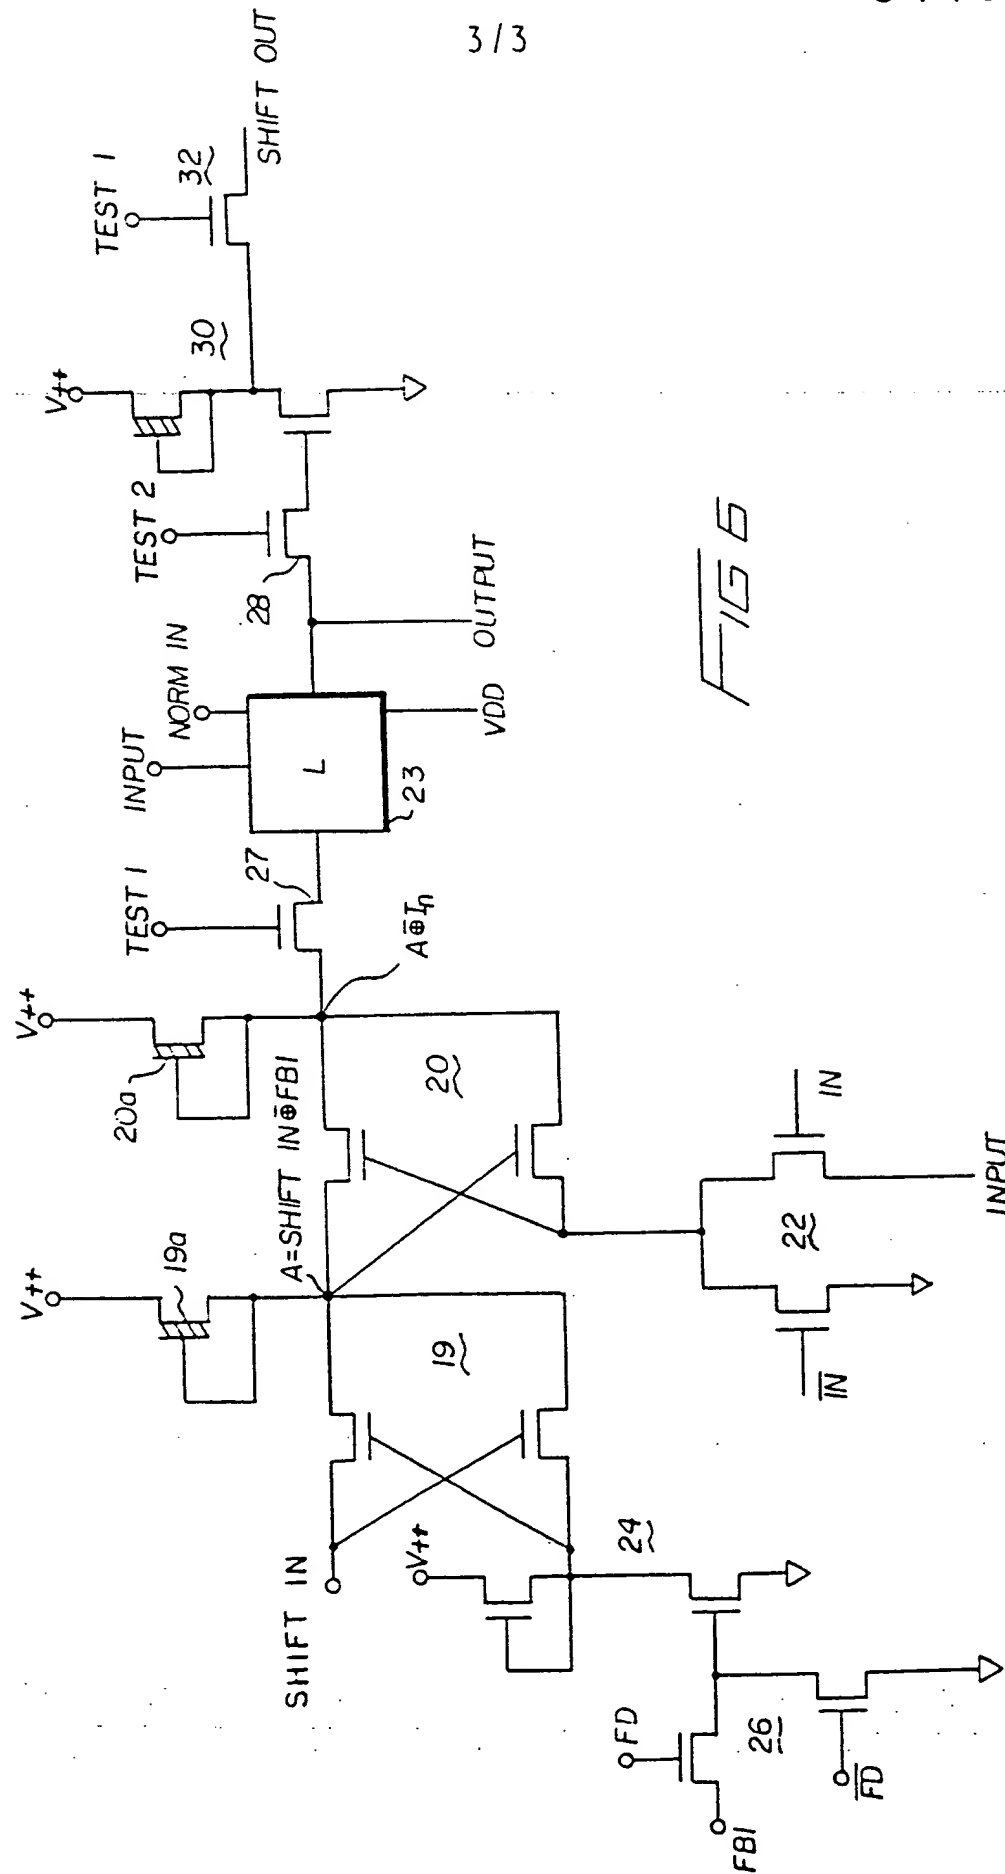 3/3
SHIFT OUT
TEST 1
32
V++
30
TEST 2
28
OUTPUT
NORM IN
INPUT
L
VDD
23
TEST 1
27
A⊕̄In
V++
20a
A=SHIFT IN⊕̄FBI
20
IN
22
INPUT
I̅N̅
V++
19a
19
SHIFT IN
V++
24
FD
26
F̅D̅
FBI
FIG 6